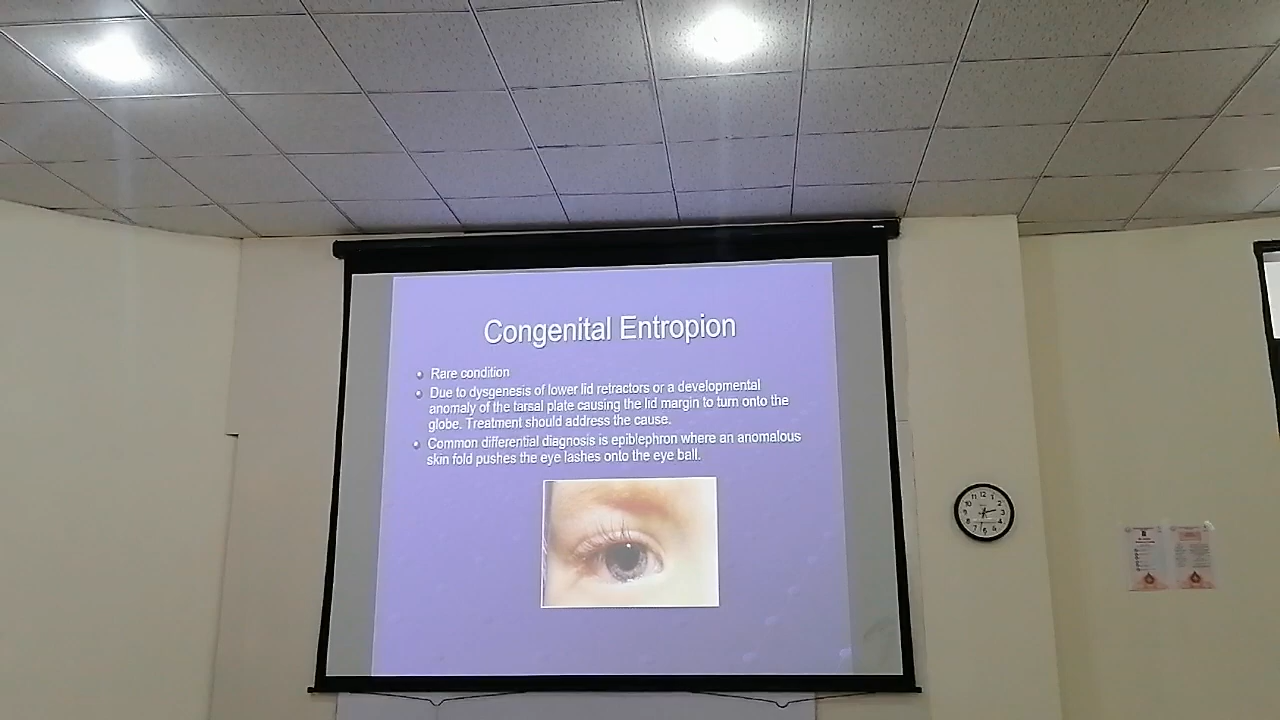 Congenital Entropion
Rare condition
Due to dysgenesis of lower lid retractors or a developmental
anomaly of the tarsal plate causing the lid margin to turn onto the
globe. Treatment should address the cause.
Common differential diagnosis is epiblephron where an anomalous
skin fold pushes the eye lashes onto the eye ball.